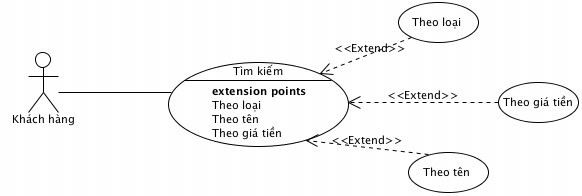 Theo loại
<<Extend>>
Tìm kiếm
extension points
Theo loại
Theo tên
Theo giá tiền
<<Extend>>
Theo giá tiền
Khách hàng
<<Extend>>
Theo tên